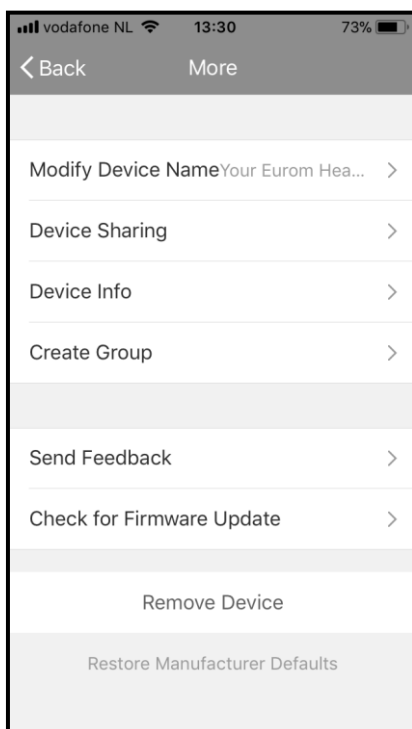 vodafone NL 13:30 73%
Back More
Modify Device Name Your Eurom Hea...
Device Sharing
Device Info
Create Group
Send Feedback
Check for Firmware Update
Remove Device
Restore Manufacturer Defaults